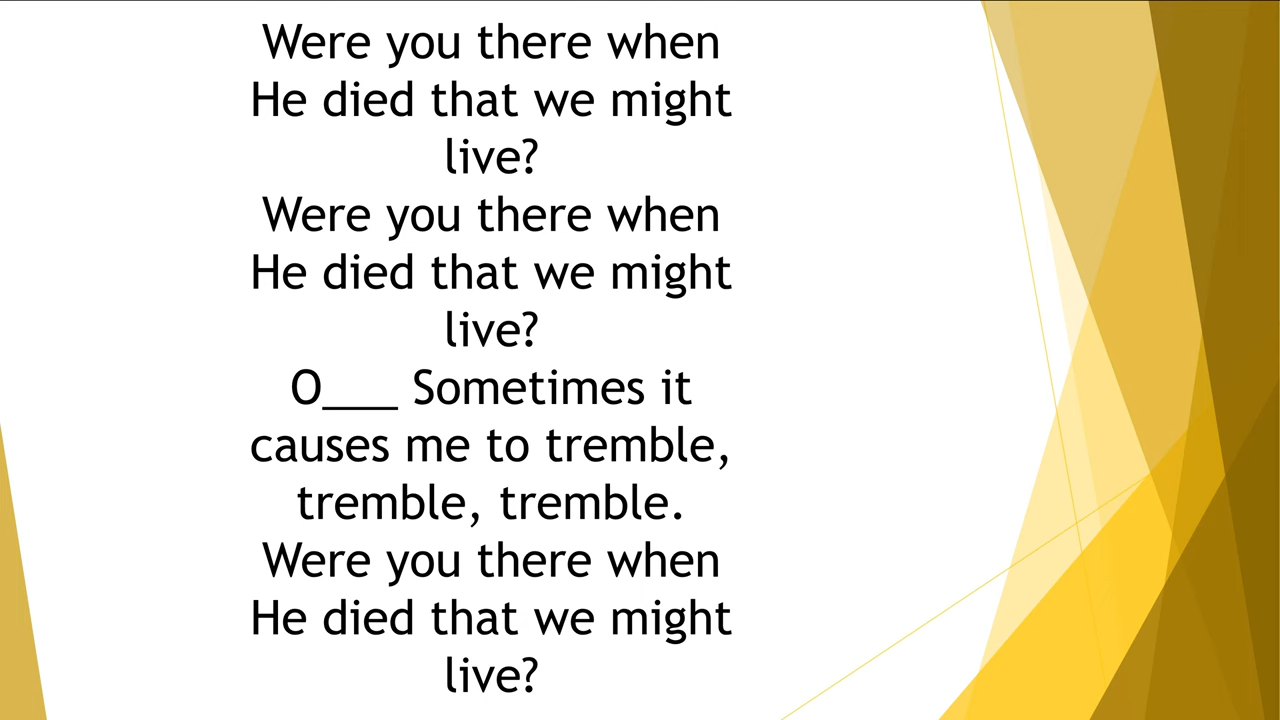 Were you there when
He died that we might
live?
Were you there when
He died that we might
live?
O___ Sometimes it
causes me to tremble,
tremble, tremble.
Were you there when
He died that we might
live?